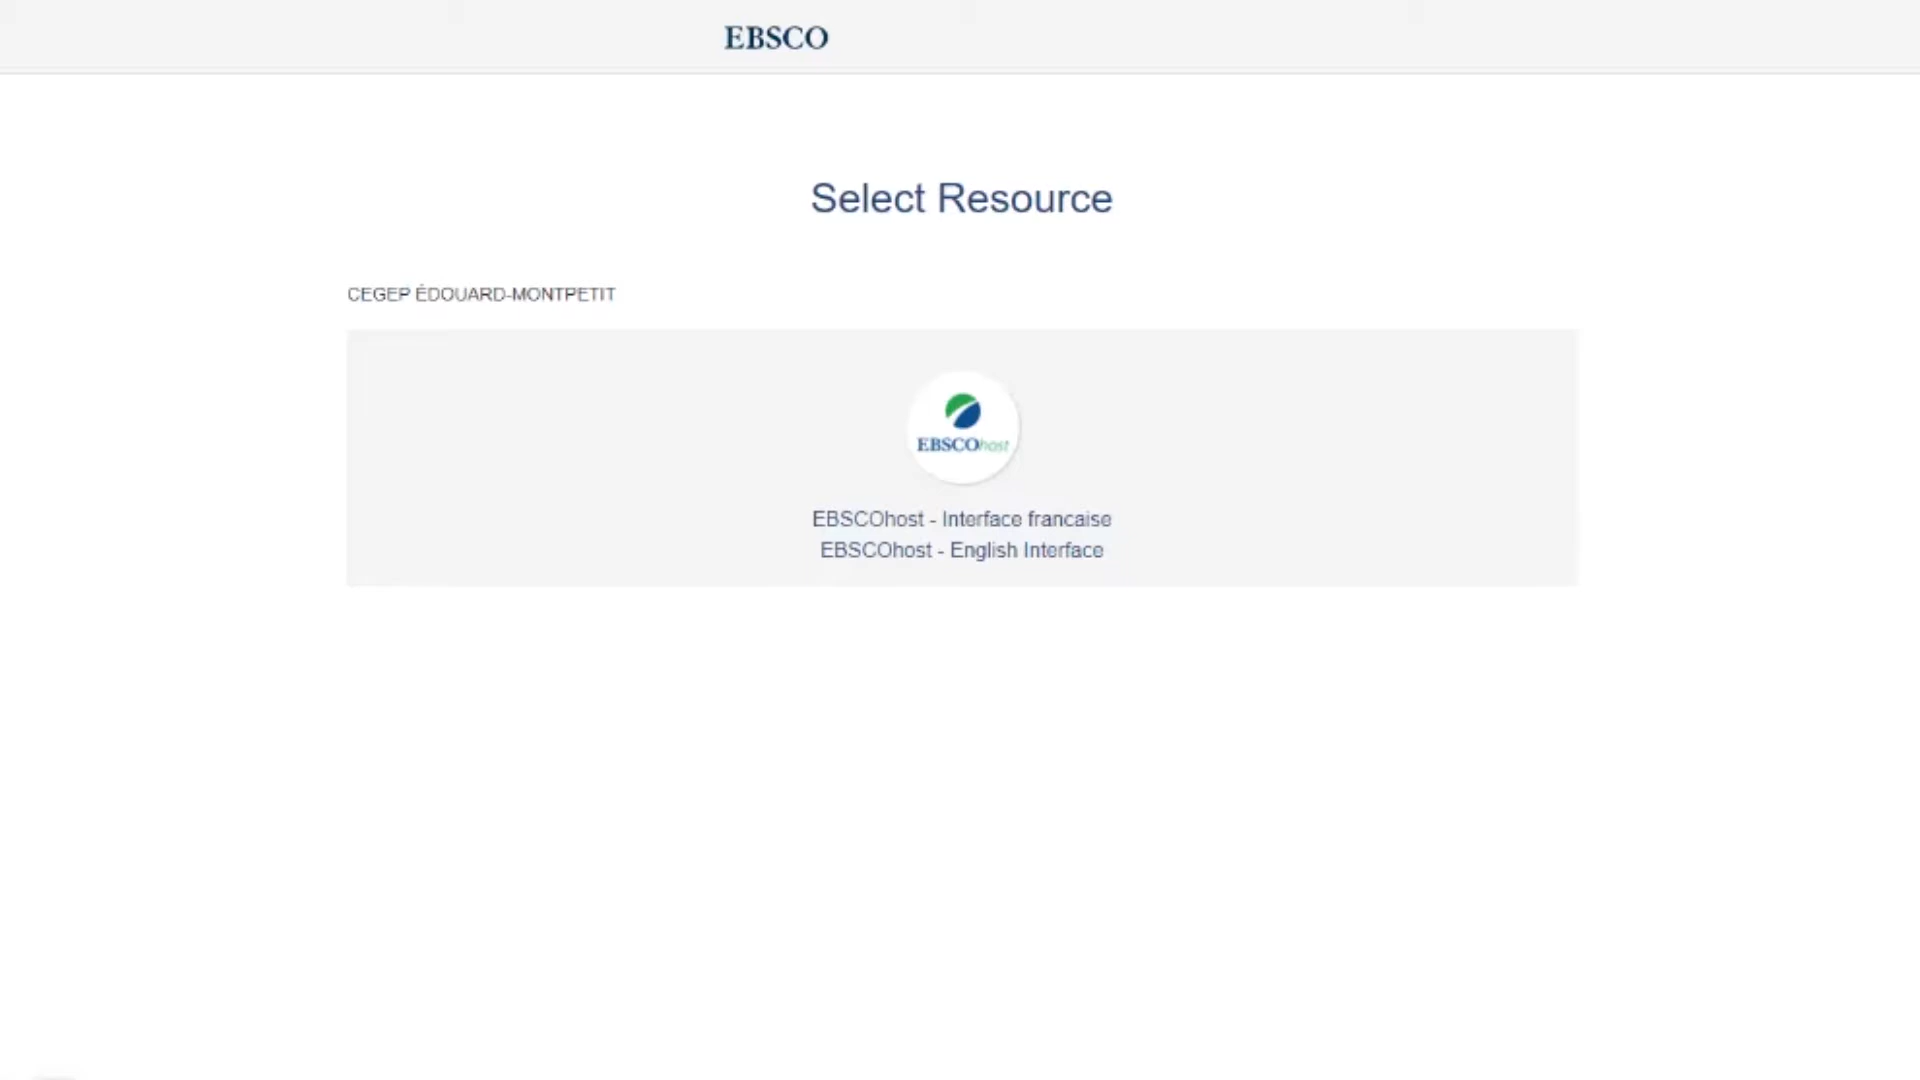 EBSCO
Select Resource
CEGEP ÉDOUARD-MONTPETIT
EBSCOhost
EBSCOhost - Interface francaise
EBSCOhost - English Interface